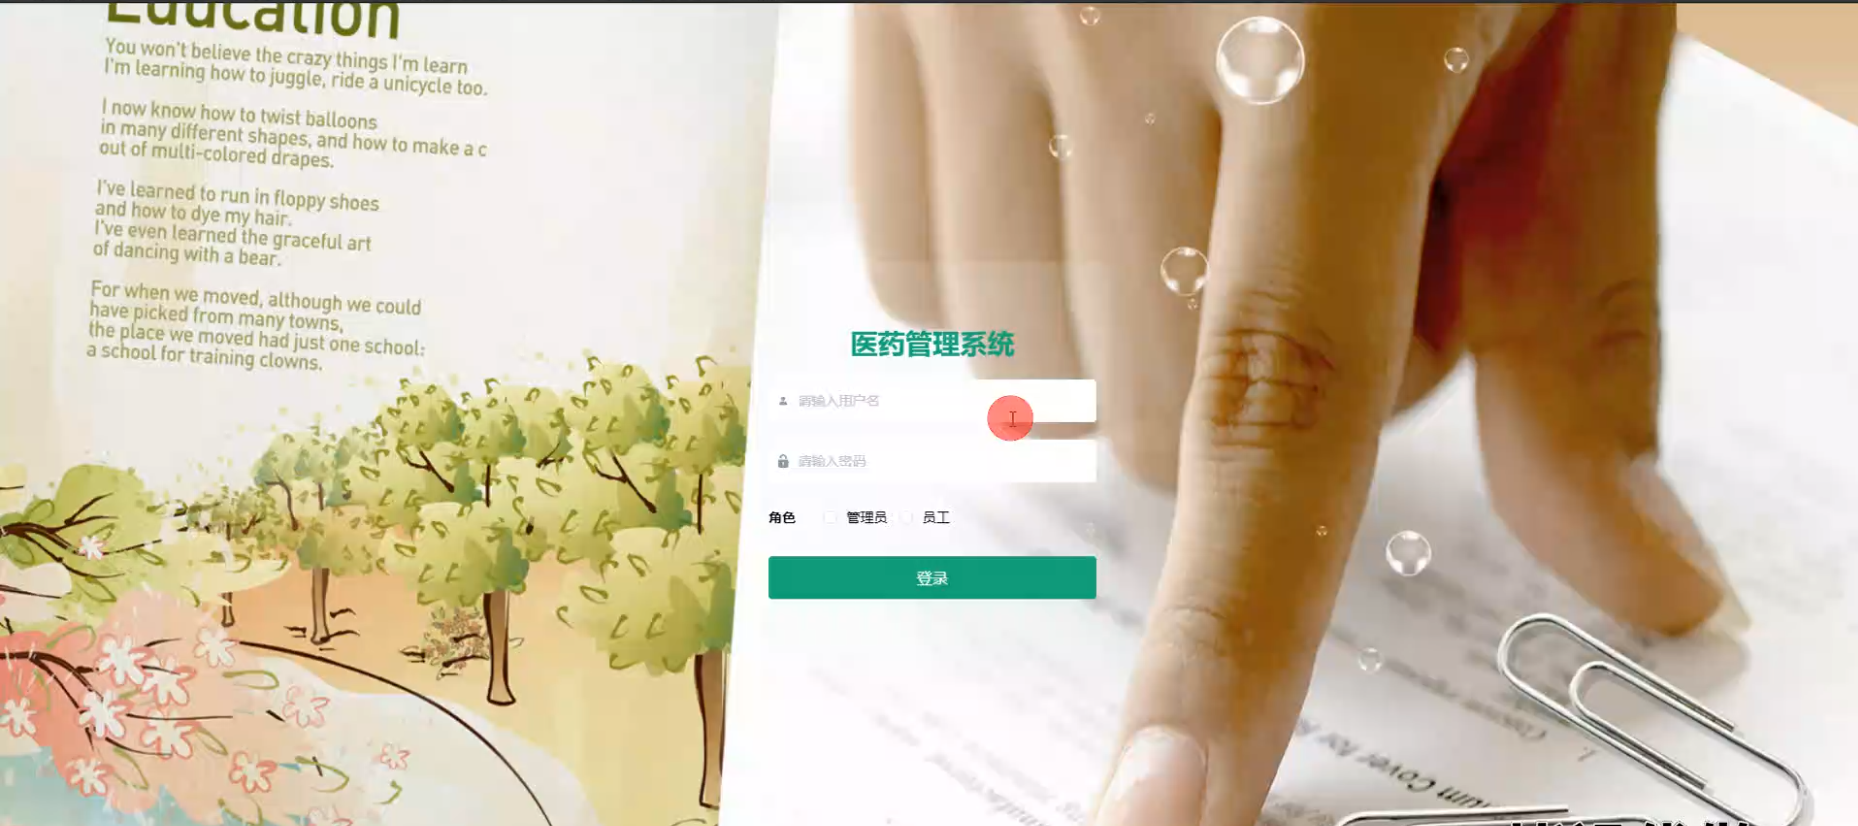 Education
You won't believe the crazy things I'm learn
I'm learning how to juggle, ride a unicycle too.
I now know how to twist balloons
in many different shapes, and how to make a c
out of multi-colored drapes.
I've learned to run in floppy shoes
and how to dye my hair.
I've even learned the graceful art
of dancing with a bear.
For when we moved, although we could
have picked from many towns,
the place we moved had just one school:
a school for training clowns.
医药管理系统
请输入用户名
请输入密码
角色 管理员 员工
登录
Cover for